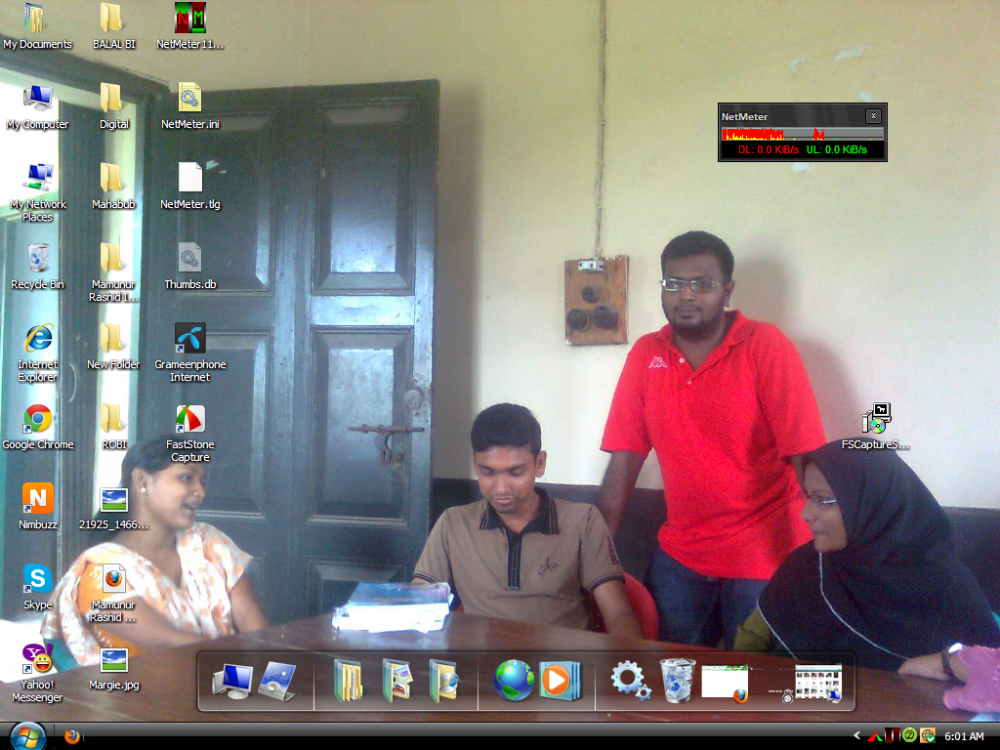 My Documents
BALAL BI
NetMeter11...
My Computer
Digital
NetMeter.ini
My Network
Places
Mahabub
NetMeter.tlg
Recycle Bin
Mamunur
Rashid I...
Thumbs.db
Internet
Explorer
New Folder
Grameenphone
Internet
Google Chrome
ROBI
FastStone
Capture
Nimbuzz
21925_1466...
Skype
Mamunur
Rashid ...
Yahoo!
Messenger
Margie.jpg
NetMeter
DL: 0.0 KiB/s UL: 0.0 KiB/s
FSCaptureS...
6:01 AM